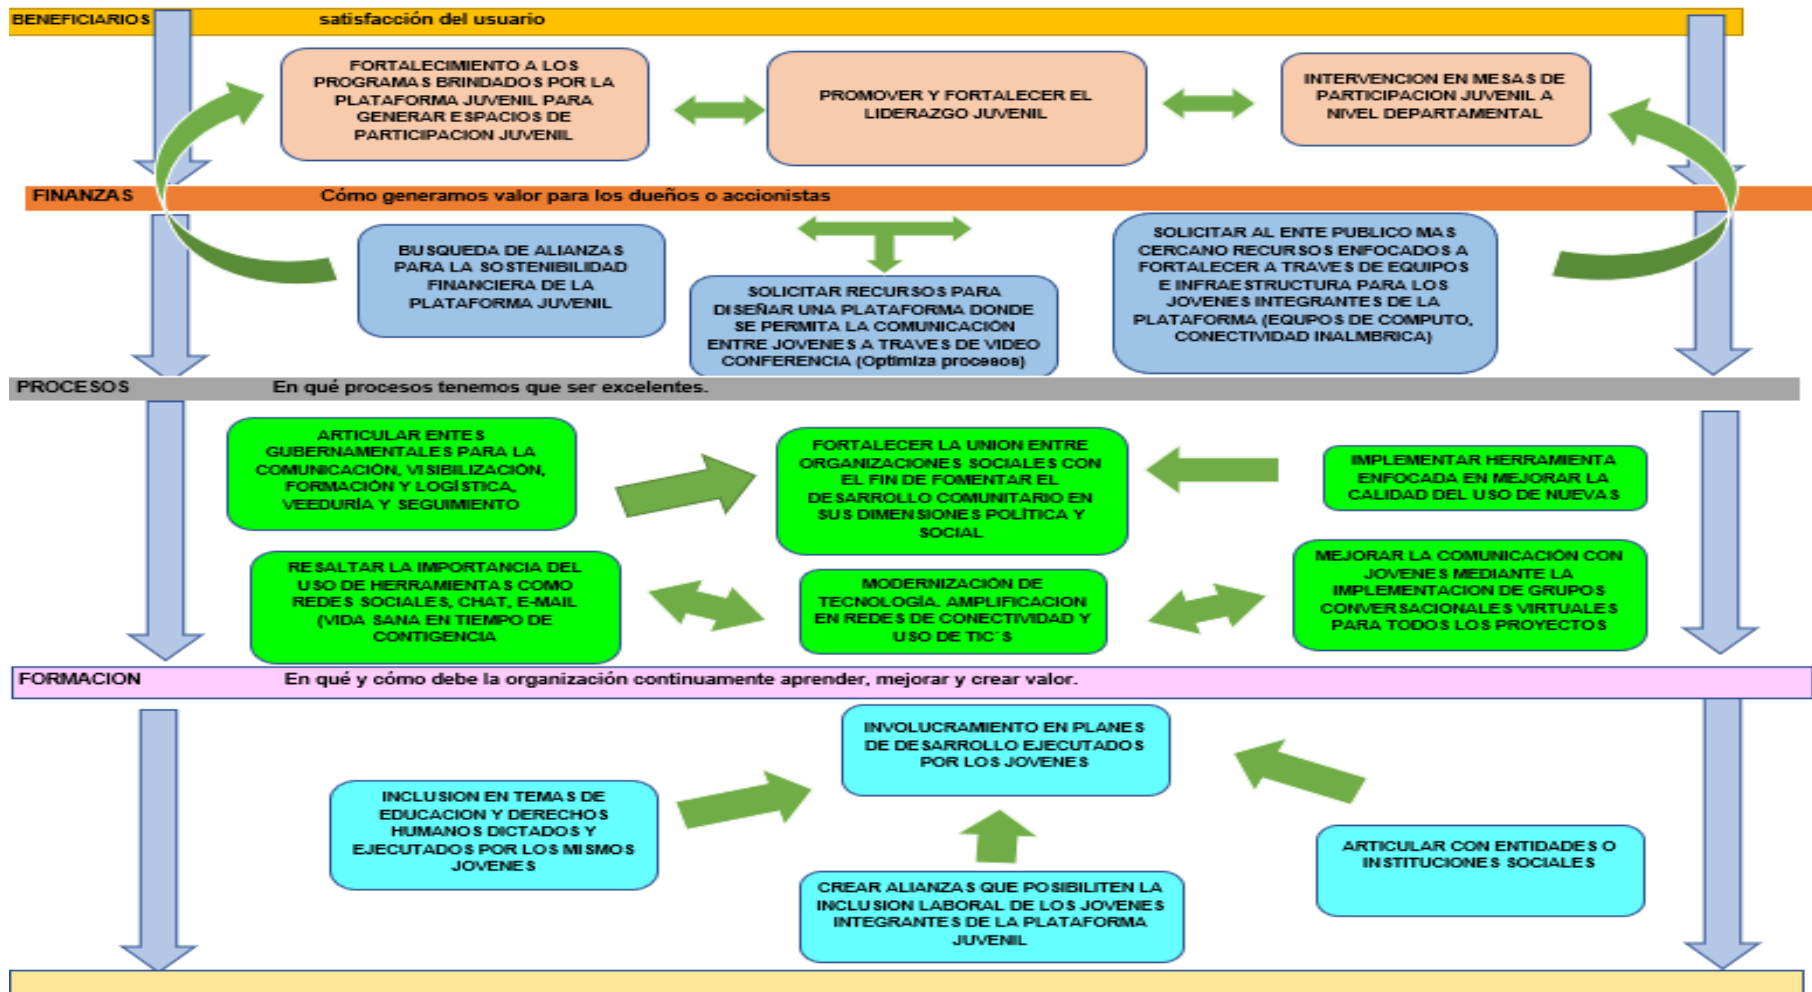 BENEFICIARIOS satisfacción del usuario
FORTALECIMIENTO A LOS
PROGRAMAS BRINDADOS POR LA
PLATAFORMA JUVENIL PARA
GENERAR ESPACIOS DE
PARTICIPACION JUVENIL
PROMOVER Y FORTALECER EL
LIDERAZGO JUVENIL
INTERVENCION EN MESAS DE
PARTICIPACION JUVENIL A
NIVEL DEPARTAMENTAL
FINANZAS Cómo generamos valor para los dueños o accionistas
BUSQUEDA DE ALIANZAS
PARA LA SOSTENIBILIDAD
FINANCIERA DE LA
PLATAFORMA JUVENIL
SOLICITAR RECURSOS PARA
DISEÑAR UNA PLATAFORMA DONDE
SE PERMITA LA COMUNICACIÓN
ENTRE JOVENES A TRAVES DE VIDEO
CONFERENCIA (Optimiza procesos)
SOLICITAR AL ENTE PUBLICO MAS
CERCANO RECURSOS ENFOCADOS A
FORTALECER A TRAVES DE EQUIPOS
E INFRAESTRUCTURA PARA LOS
JOVENES INTEGRANTES DE LA
PLATAFORMA (EQUPOS DE COMPUTO,
CONECTIVIDAD INALMBRICA)
PROCESOS En qué procesos tenemos que ser excelentes.
ARTICULAR ENTES
GUBERNAMENTALES PARA LA
COMUNICACIÓN, VISIBILIZACIÓN,
FORMACIÓN Y LOGÍSTICA,
VEEDURÍA Y SEGUIMIENTO
FORTALECER LA UNION ENTRE
ORGANIZACIONES SOCIALES CON
EL FIN DE FOMENTAR EL
DESARROLLO COMUNITARIO EN
SUS DIMENSIONES POLÍTICA Y
SOCIAL
IMPLEMENTAR HERRAMIENTA
ENFOCADA EN MEJORAR LA
CALIDAD DEL USO DE NUEVAS
RESALTAR LA IMPORTANCIA DEL
USO DE HERRAMIENTAS COMO
REDES SOCIALES, CHAT, E-MAIL
(VIDA SANA EN TIEMPO DE
CONTIGENCIA
MODERNIZACIÓN DE
TECNOLOGÍA. AMPLIFICACION
EN REDES DE CONECTIVIDAD Y
USO DE TIC´S
MEJORAR LA COMUNICACIÓN CON
JOVENES MEDIANTE LA
IMPLEMENTACION DE GRUPOS
CONVERSACIONALES VIRTUALES
PARA TODOS LOS PROYECTOS
FORMACION En qué y cómo debe la organización continuamente aprender, mejorar y crear valor.
INVOLUCRAMIENTO EN PLANES
DE DESARROLLO EJECUTADOS
POR LOS JOVENES
INCLUSION EN TEMAS DE
EDUCACION Y DERECHOS
HUMANOS DICTADOS Y
EJECUTADOS POR LOS MISMOS
JOVENES
CREAR ALIANZAS QUE POSIBILITEN LA
INCLUSION LABORAL DE LOS JOVENES
INTEGRANTES DE LA PLATAFORMA
JUVENIL
ARTICULAR CON ENTIDADES O
INSTITUCIONES SOCIALES